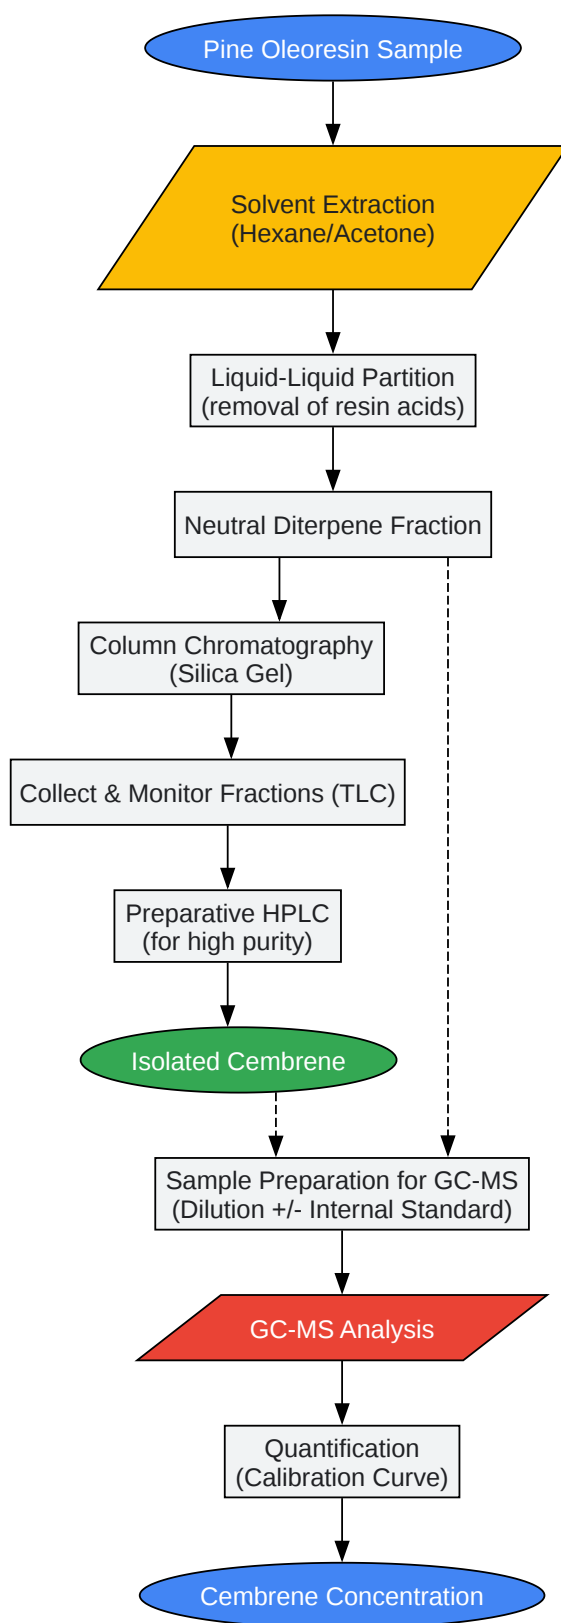 Pine Oleoresin Sample
Solvent Extraction
(Hexane/Acetone)
Liquid-Liquid Partition
(removal of resin acids)
Neutral Diterpene Fraction
Column Chromatography
(Silica Gel)
Collect & Monitor Fractions (TLC)
Preparative HPLC
(for high purity)
Isolated Cembrene
Sample Preparation for GC-MS
(Dilution +/- Internal Standard)
GC-MS Analysis
Quantification
(Calibration Curve)
Cembrene Concentration